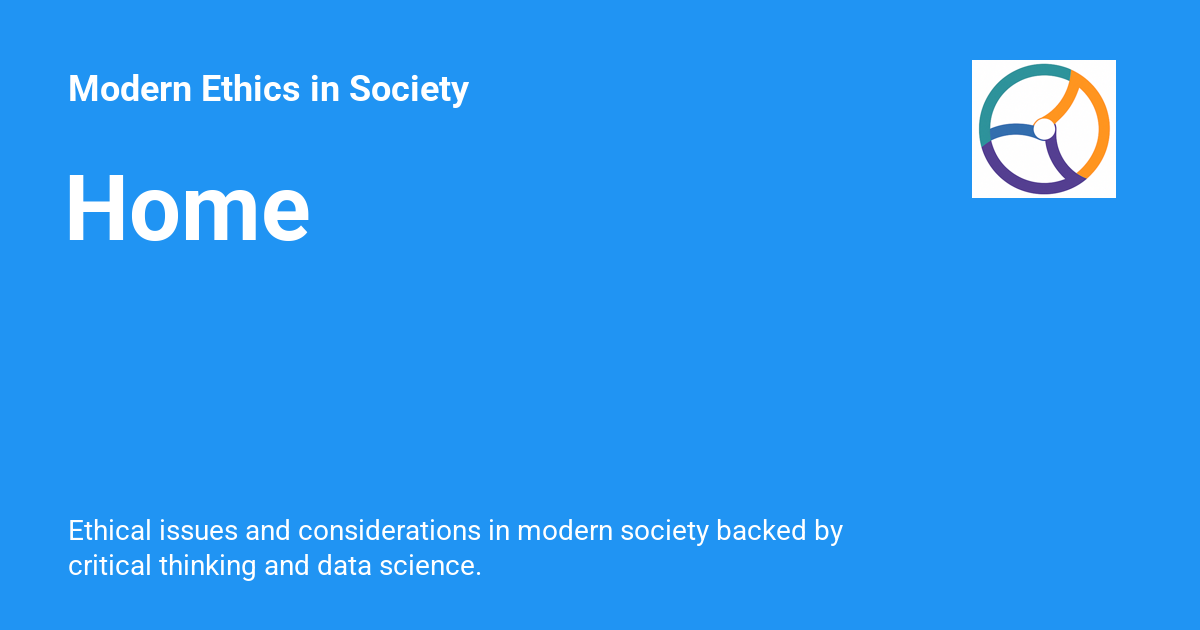 Modern Ethics in Society
Home
Ethical issues and considerations in modern society backed by
critical thinking and data science.